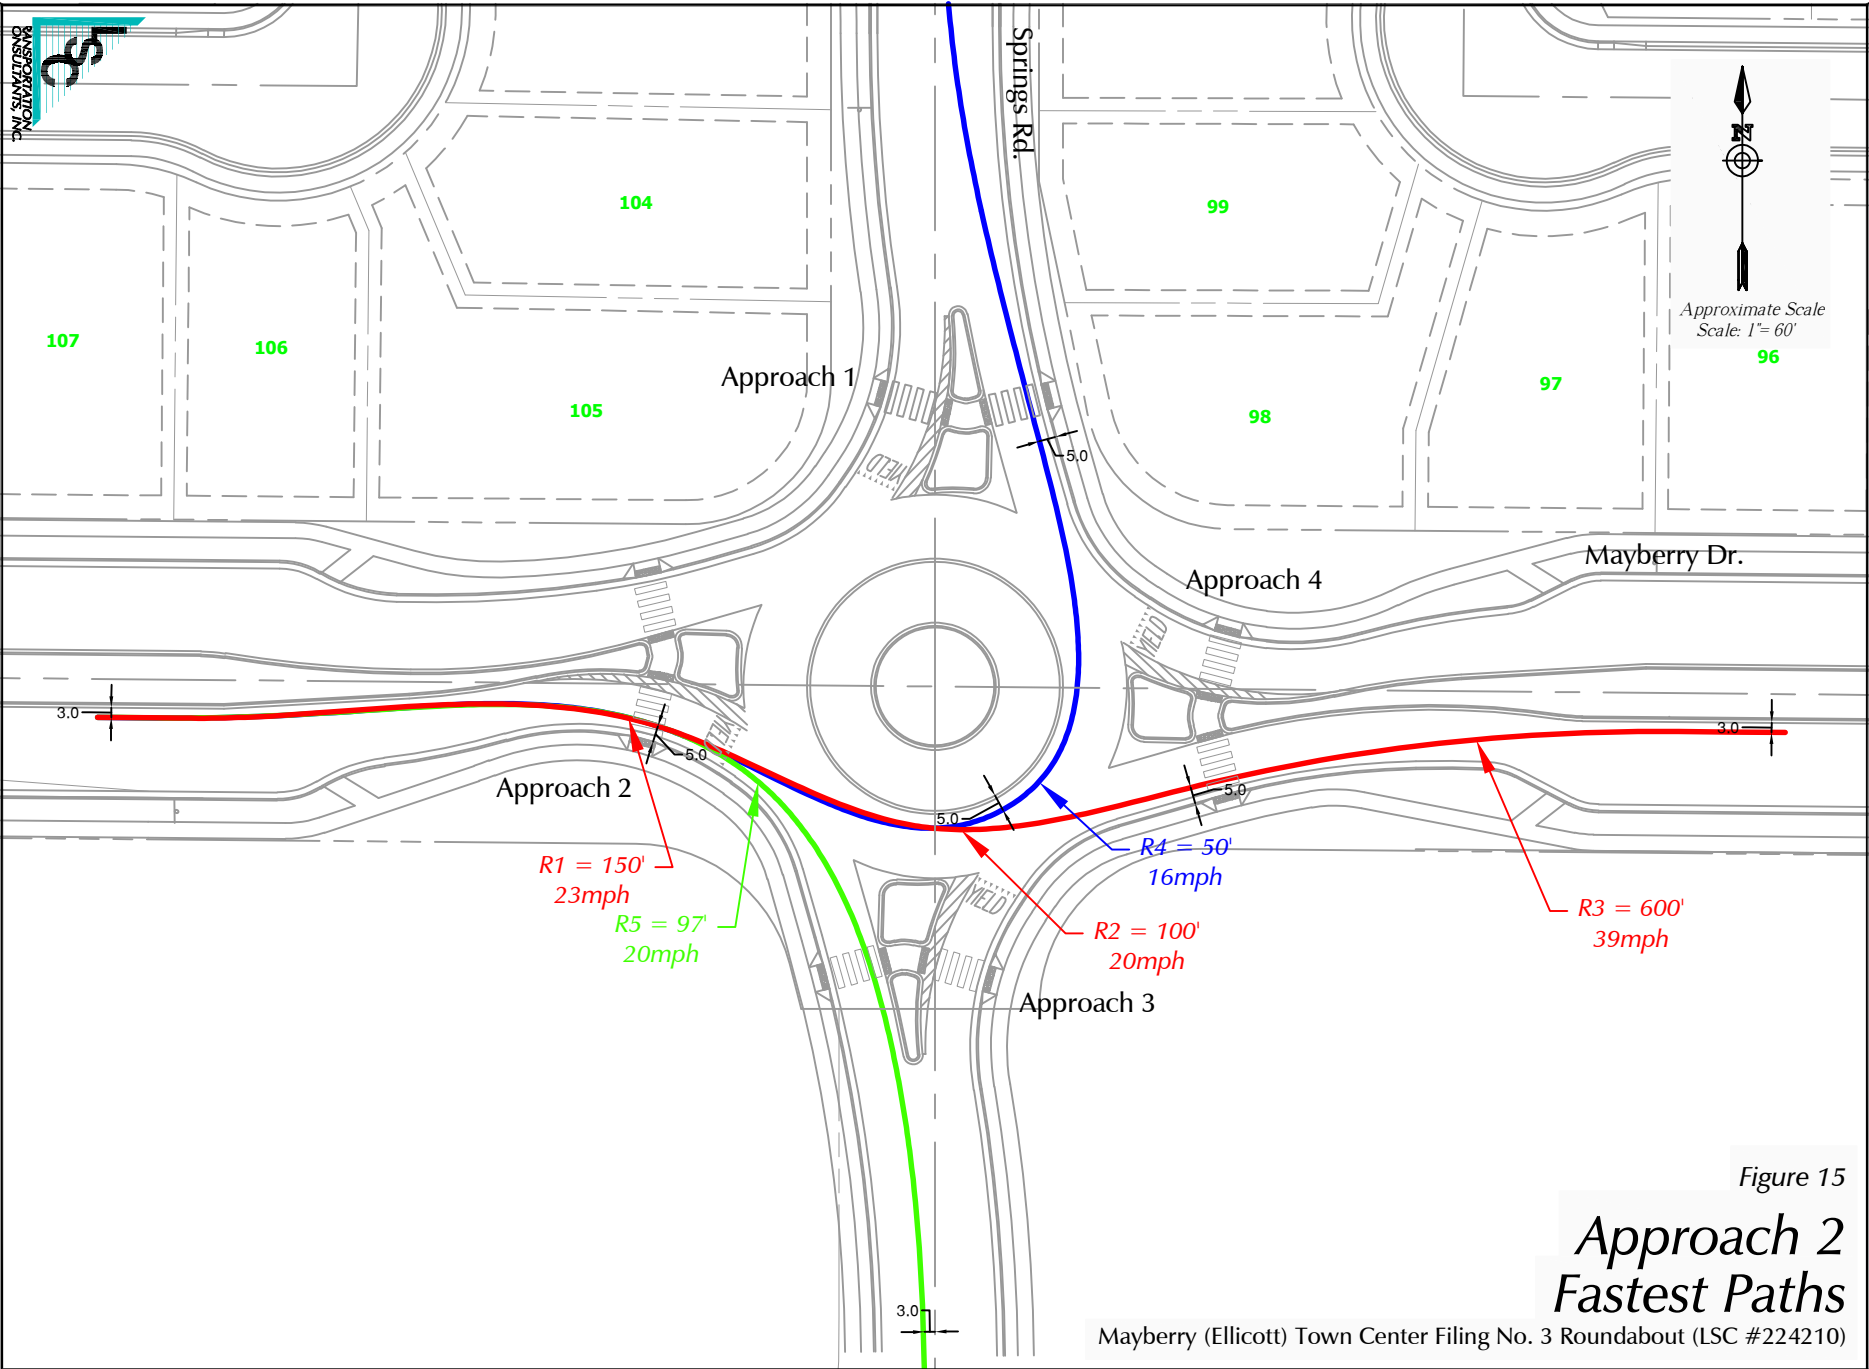 LSC
TRANSPORTATION
CONSULTANTS, INC.
Springs Rd.
N
Approximate Scale
Scale: 1"= 60'
104
99
107
106
105
98
97
96
Approach 1
YIELD
5.0
Mayberry Dr.
Approach 4
YIELD
3.0
3.0
YIELD
5.0
Approach 2
5.0
5.0
R1 = 150'
23mph
R5 = 97'
20mph
R4 = 50'
16mph
YIELD
R2 = 100'
20mph
R3 = 600'
39mph
Approach 3
3.0
Figure 15
Approach 2
Fastest Paths
Mayberry (Ellicott) Town Center Filing No. 3 Roundabout (LSC #224210)